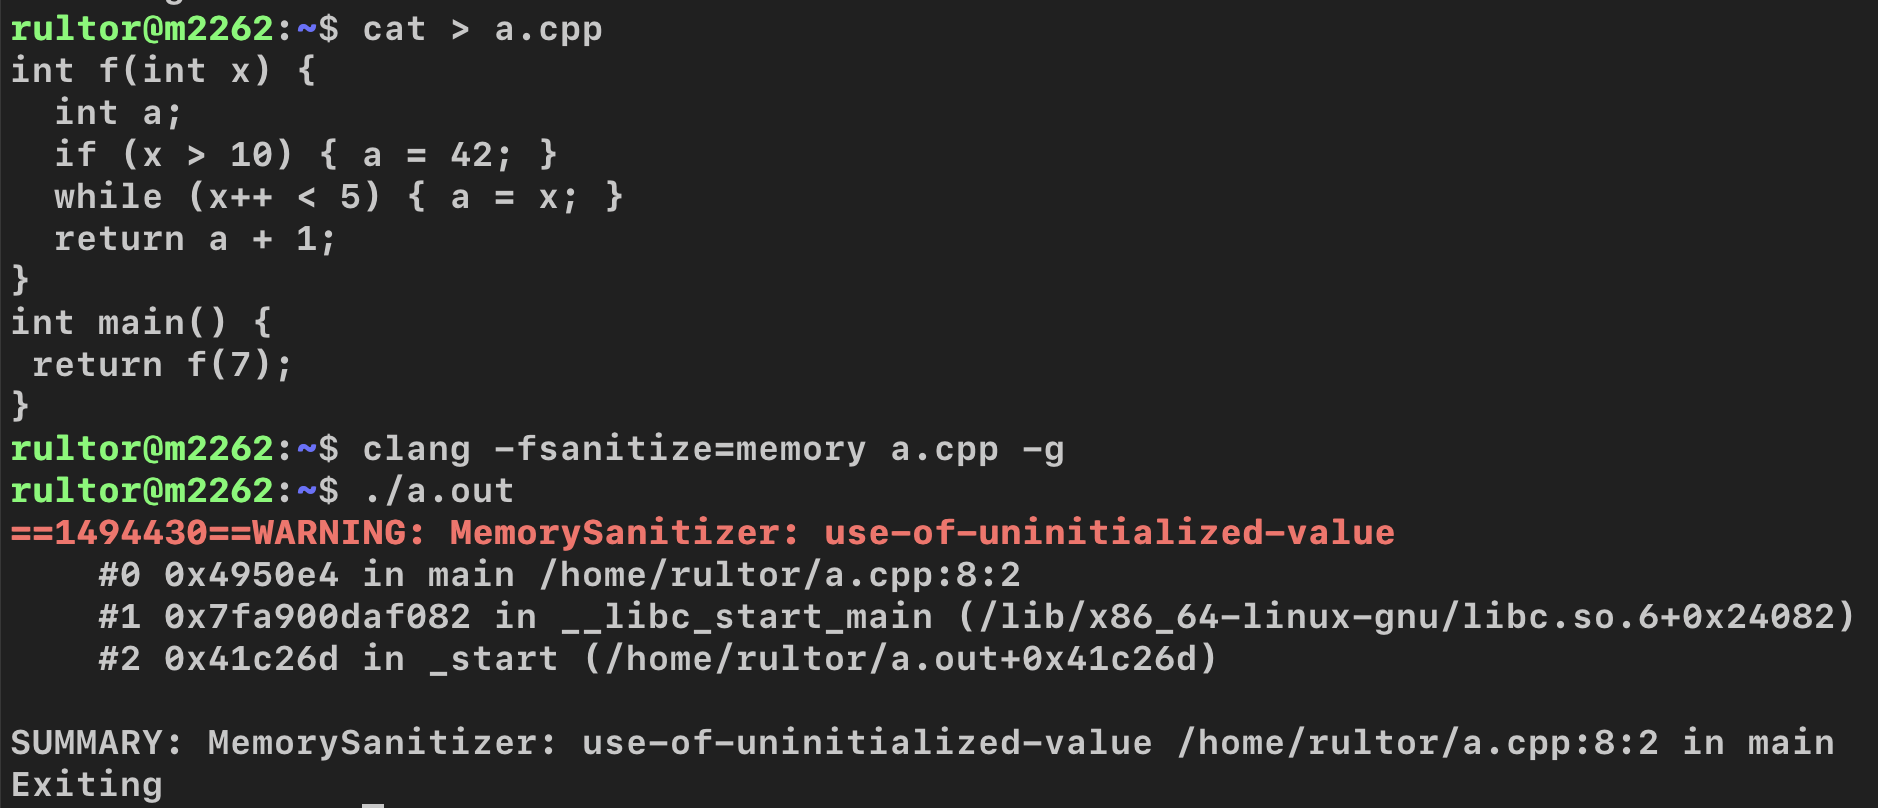 rultor@m2262:~$ cat > a.cpp
int f(int x) {
  int a;
  if (x > 10) { a = 42; }
  while (x++ < 5) { a = x; }
  return a + 1;
}
int main() {
 return f(7);
}
rultor@m2262:~$ clang -fsanitize=memory a.cpp -g
rultor@m2262:~$ ./a.out
==1494430==WARNING: MemorySanitizer: use-of-uninitialized-value
    #0 0x4950e4 in main /home/rultor/a.cpp:8:2
    #1 0x7fa900daf082 in __libc_start_main (/lib/x86_64-linux-gnu/libc.so.6+0x24082)
    #2 0x41c26d in _start (/home/rultor/a.out+0x41c26d)

SUMMARY: MemorySanitizer: use-of-uninitialized-value /home/rultor/a.cpp:8:2 in main
Exiting